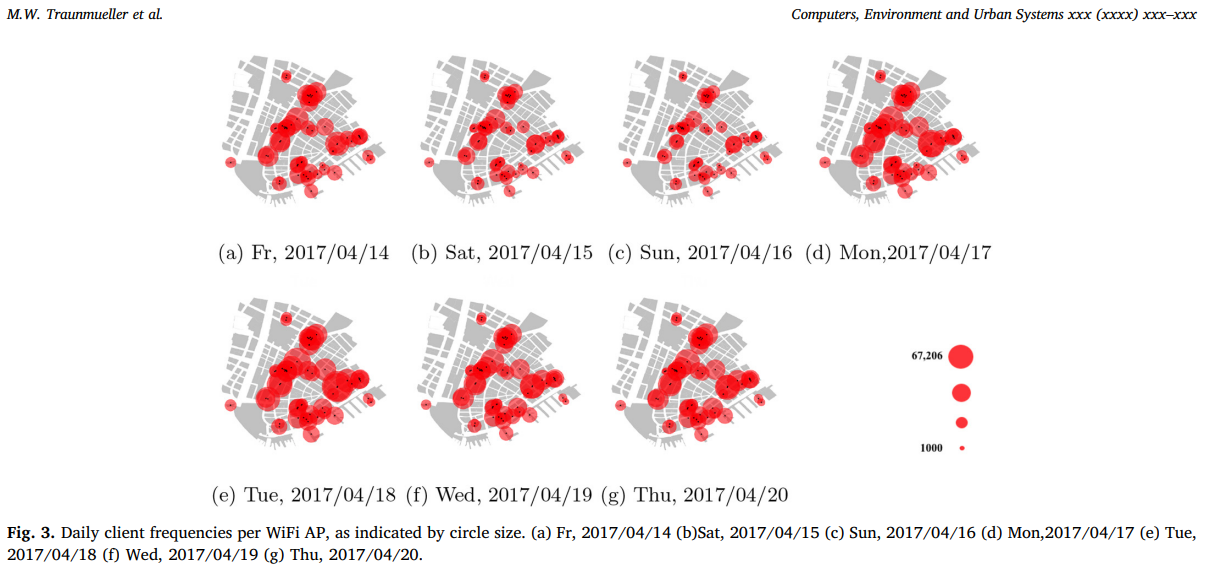 M.W. Traunmueller et al.
Computers, Environment and Urban Systems xxx (xxxx) xxx–xxx
(a) Fr, 2017/04/14 (b) Sat, 2017/04/15 (c) Sun, 2017/04/16 (d) Mon,2017/04/17
67,206
1000
(e) Tue, 2017/04/18 (f) Wed, 2017/04/19 (g) Thu, 2017/04/20
Fig. 3. Daily client frequencies per WiFi AP, as indicated by circle size. (a) Fr, 2017/04/14 (b)Sat, 2017/04/15 (c) Sun, 2017/04/16 (d) Mon,2017/04/17 (e) Tue,
2017/04/18 (f) Wed, 2017/04/19 (g) Thu, 2017/04/20.